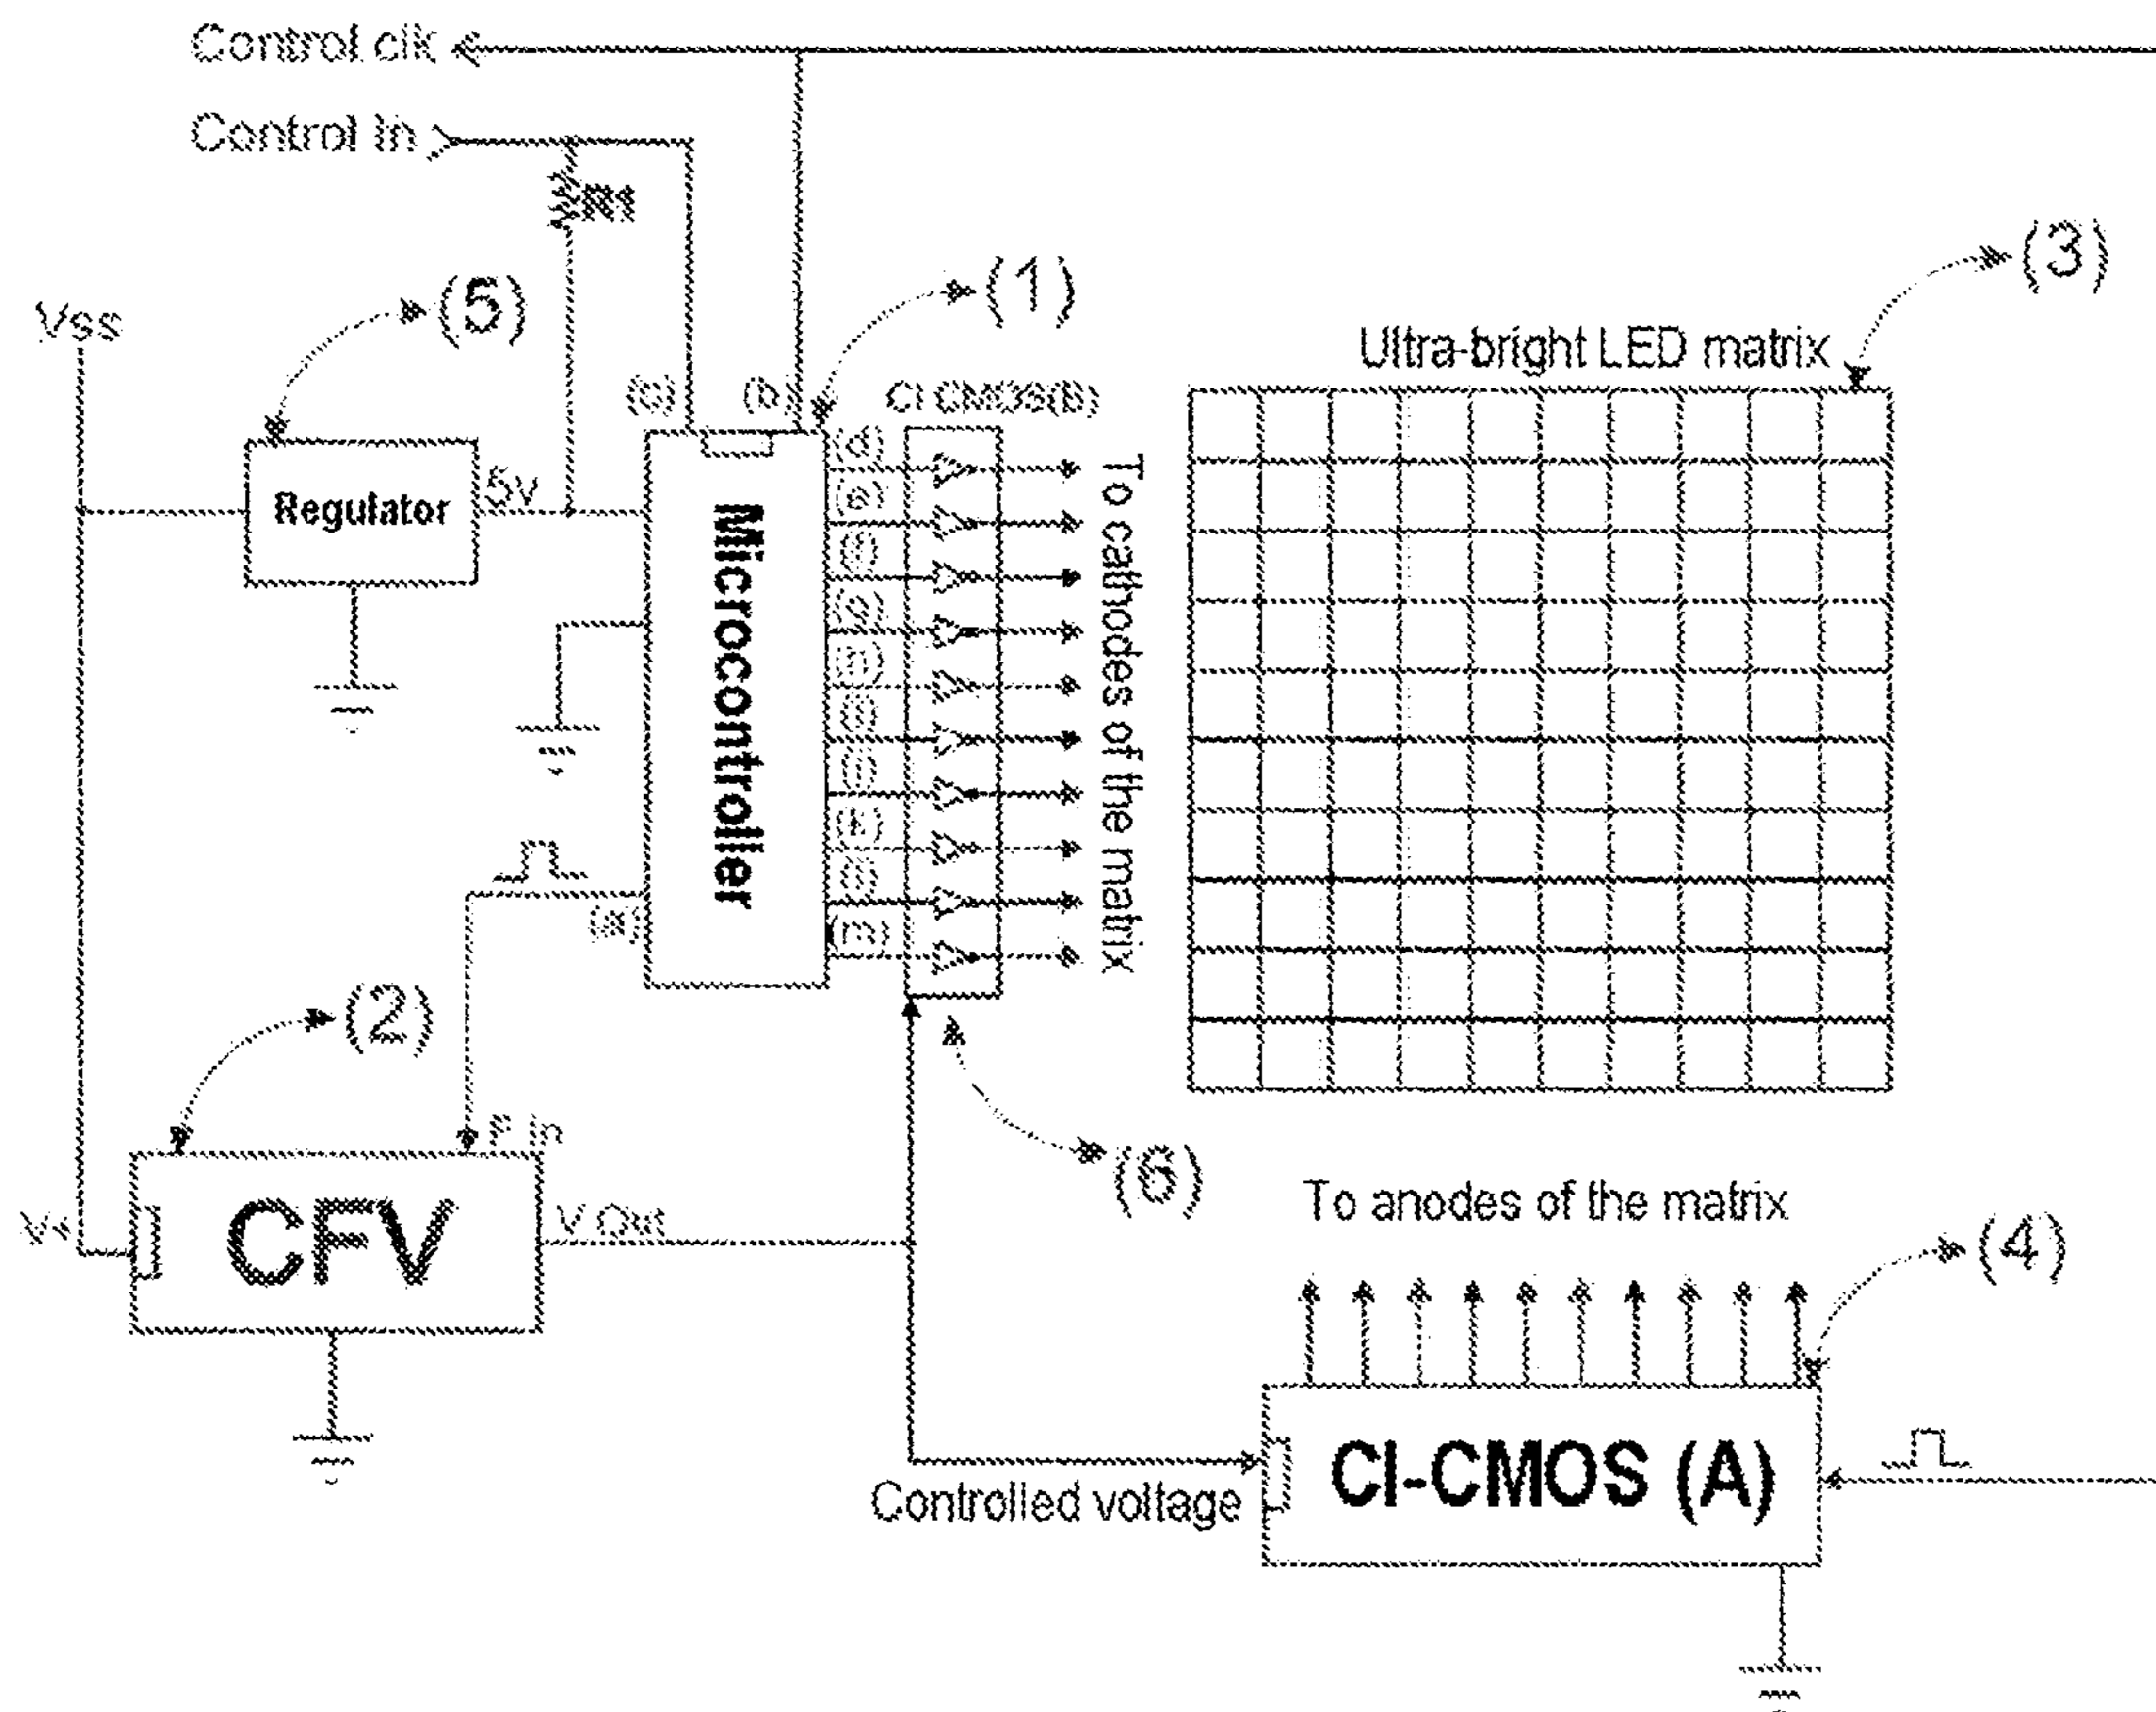 Control clk
Control In
R1
(1)
(3)
(5)
Vss
Ultra-bright LED matrix
(b)
CI CMOS(B)
(d)
(e)
Regulator
5v
Microcontroller
To cathodes of the matrix
(g)
(h)
(k)
(a)
(m)
(2)
F In
(6)
CFV
V Out
V+
To anodes of the matrix
(4)
CI-CMOS (A)
Controlled voltage